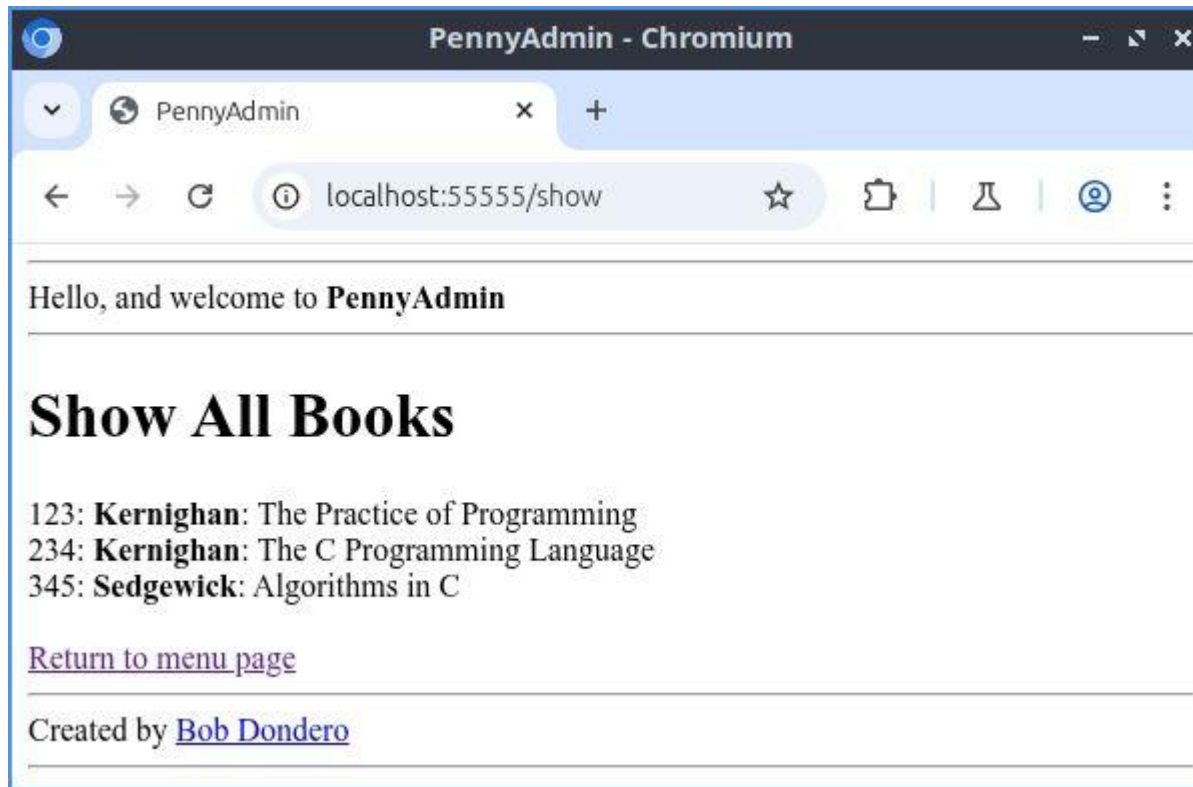 PennyAdmin - Chromium
PennyAdmin
localhost:55555/show
Hello, and welcome to PennyAdmin
Show All Books
123: Kernighan: The Practice of Programming
234: Kernighan: The C Programming Language
345: Sedgewick: Algorithms in C
Return to menu page
Created by Bob Dondero